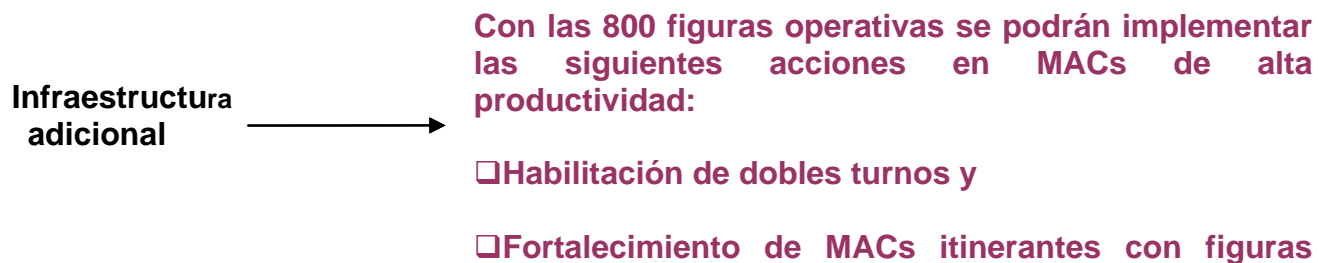 Infraestructura
adicional
Con las 800 figuras operativas se podrán implementar
las siguientes acciones en MACs de alta
productividad:
❑Habilitación de dobles turnos y
❑Fortalecimiento de MACs itinerantes con figuras